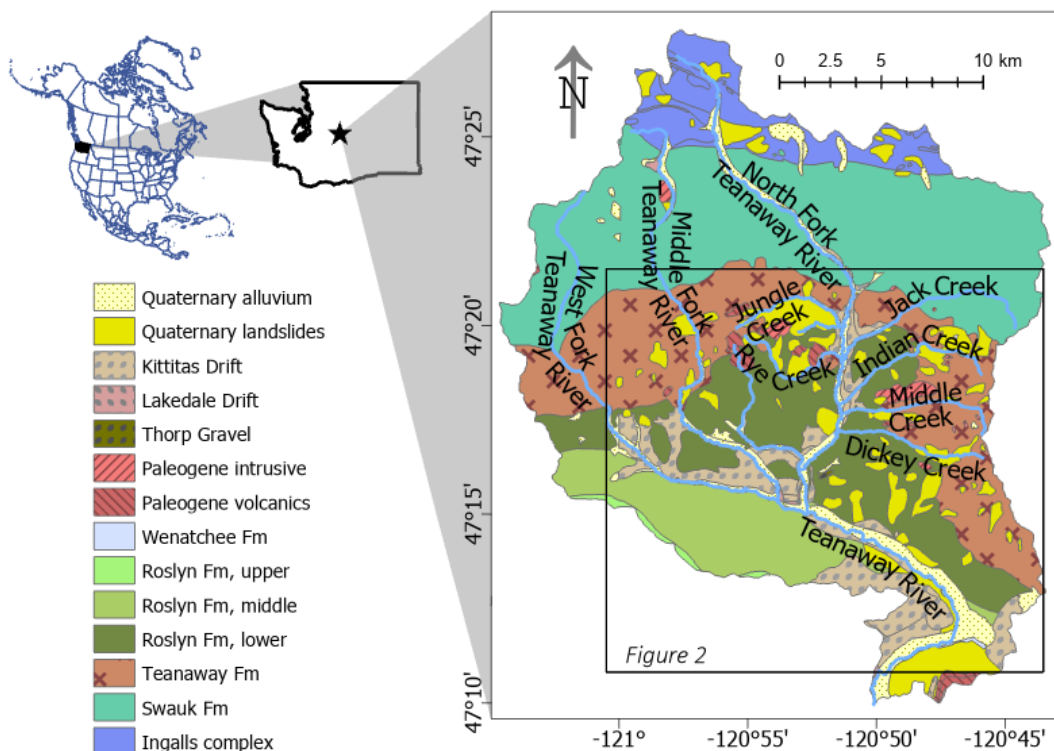 N
0 2.5 5 10 km
47°25'
47°20'
47°15'
47°10'
-121° -120°55' -120°50' -120°45'
North Fork
Teanaway River
Middle Fork
Teanaway River
West Fork
Teanaway River
Jungle
Creek
Rye Creek
Jack Creek
Indian Creek
Middle
Creek
Dickey Creek
Teanaway River
Figure 2
Quaternary alluvium
Quaternary landslides
Kittitas Drift
Lakedale Drift
Thorp Gravel
Paleogene intrusive
Paleogene volcanics
Wenatchee Fm
Roslyn Fm, upper
Roslyn Fm, middle
Roslyn Fm, lower
Teanaway Fm
Swauk Fm
Ingalls complex